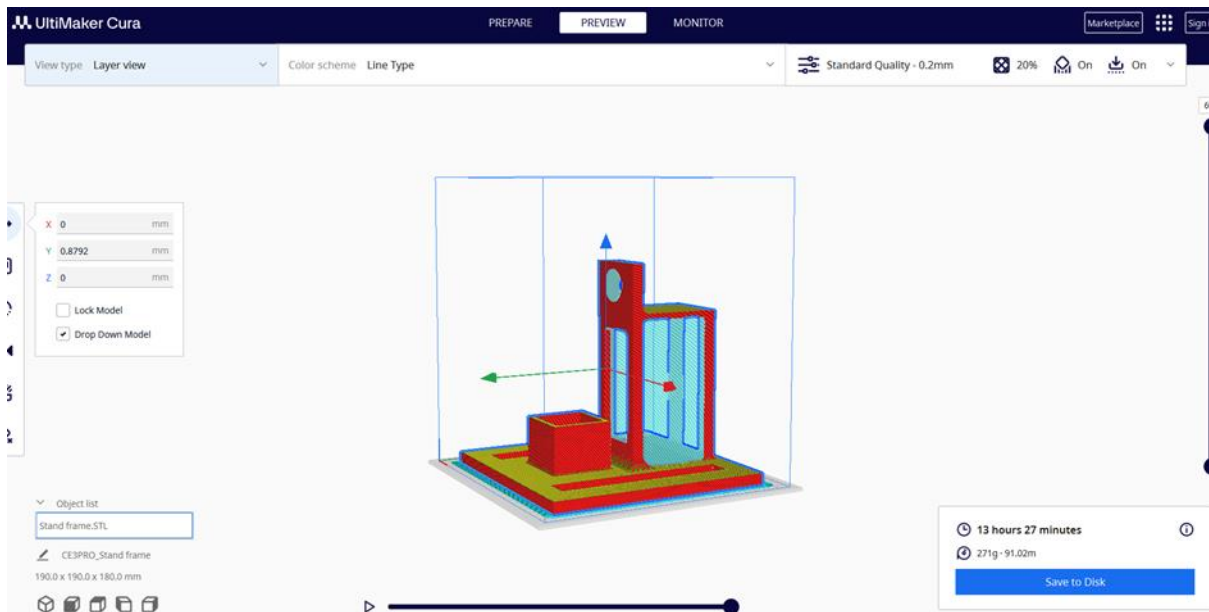 UltiMaker Cura
PREPARE PREVIEW MONITOR
Marketplace Sign
View type Layer view
Color scheme Line Type
Standard Quality - 0.2mm 20% On On
6
X 0 mm
Y 0.8792 mm
Z 0 mm
Lock Model
Drop Down Model
Object list
Stand frame.STL
CE3PRO_Stand frame
190.0 x 190.0 x 180.0 mm
13 hours 27 minutes
271g · 91.02m
Save to Disk